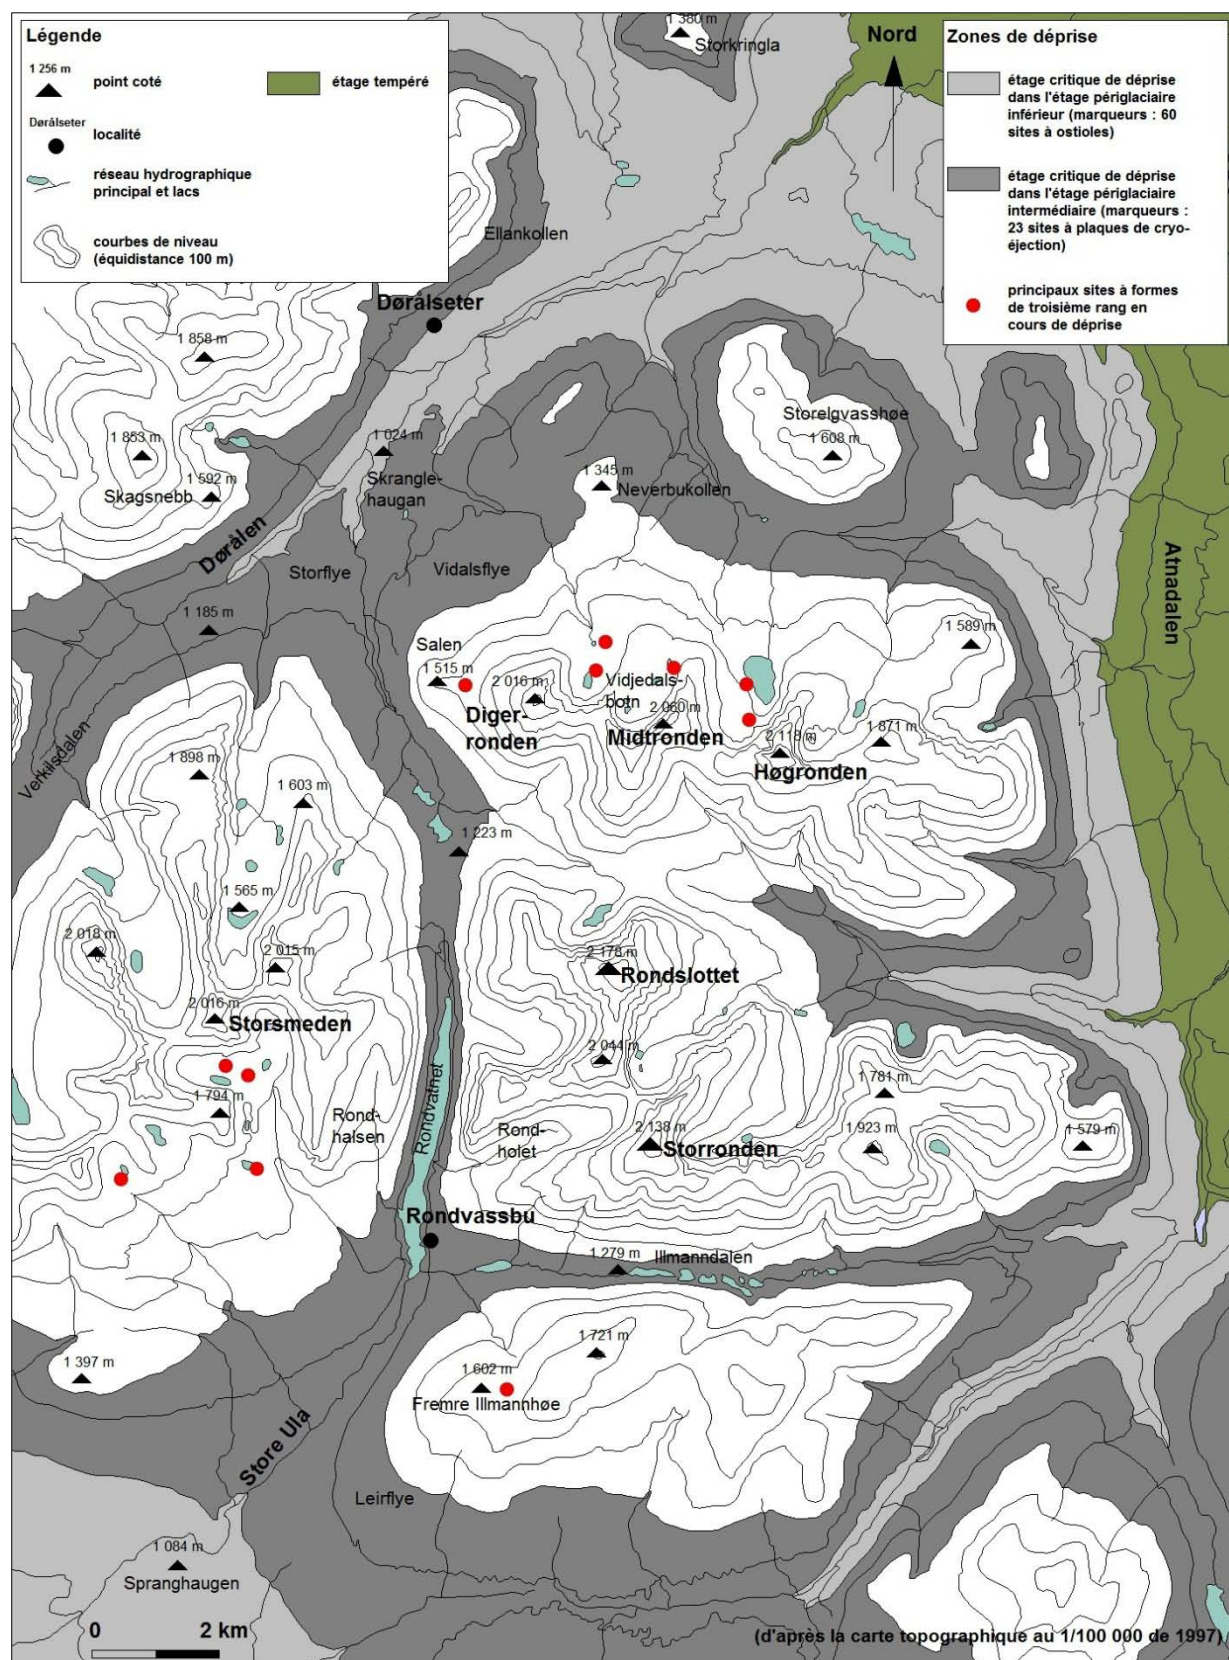 Légende
1 256 m
point coté
étage tempéré
Dørålseter
localité
réseau hydrographique
principal et lacs
courbes de niveau
(équidistance 100 m)
1 380 m
Storkringla
Nord
Zones de déprise
étage critique de déprise
dans l'étage périglaciaire
inférieur (marqueurs : 60
sites à ostioles)
étage critique de déprise
dans l'étage périglaciaire
intermédiaire (marqueurs :
23 sites à plaques de cryo-
éjection)
principaux sites à formes
de troisième rang en
cours de déprise
Ellankollen
Dørålseter
1 858 m
1 853 m
1 592 m
Skagsnebb
1 024 m
Skrangle-
haugan
Storelgvasshøe
1 608 m
1 345 m
Neverbukollen
Dørålen
Storflye
Vidalsflye
Atnadalen
1 185 m
Salen
1 515 m
2 016 m
Diger-
ronden
Vidjedals-
botn
2 060 m
Midtronden
1 589 m
1 871 m
2 118 m
Høgronden
Verkilsdalen
1 898 m
1 603 m
1 223 m
1 565 m
2 018 m
2 015 m
2 016 m
Storsmeden
2 178 m
Rondslottet
2 044 m
1 794 m
Rond-
halsen
Rondvatnet
Rond-
holet
2 138 m
Storronden
1 781 m
1 923 m
1 579 m
Rondvassbu
1 279 m
Illmanndalen
1 397 m
1 721 m
1 602 m
Fremre Illmannhøe
Store Ula
Leirflye
1 084 m
Spranghaugen
0 2 km
(d'après la carte topographique au 1/100 000 de 1997)